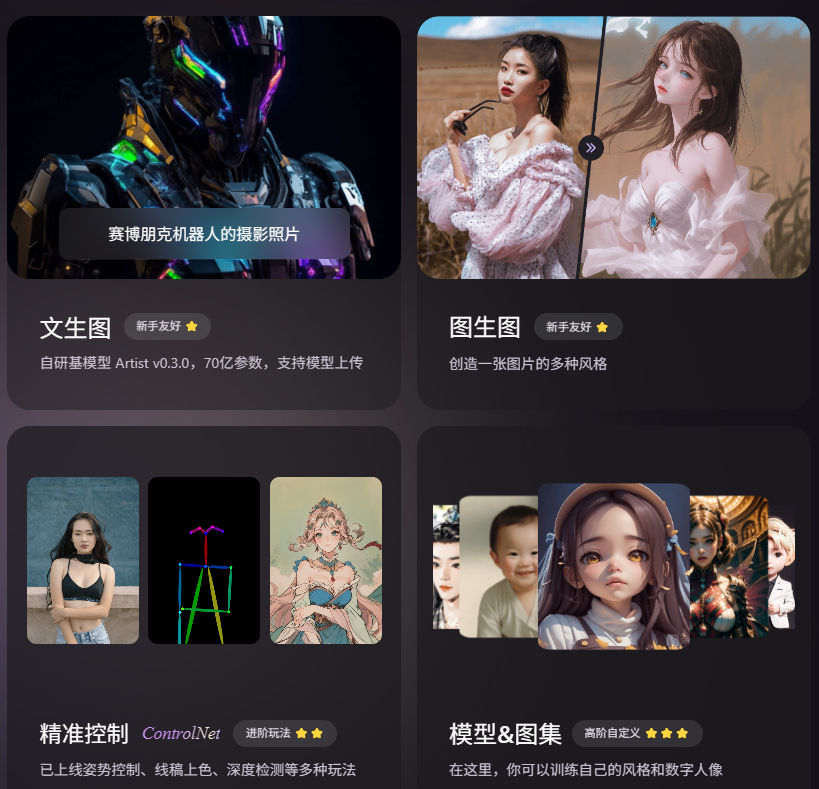 赛博朋克机器人的摄影照片
文生图 新手友好
自研基模型 Artist v0.3.0，70亿参数，支持模型上传
图生图 新手友好
创造一张图片的多种风格
精准控制 ControlNet 进阶玩法
已上线姿势控制、线稿上色、深度检测等多种玩法
模型&图集 高阶自定义
在这里，你可以训练自己的风格和数字人像